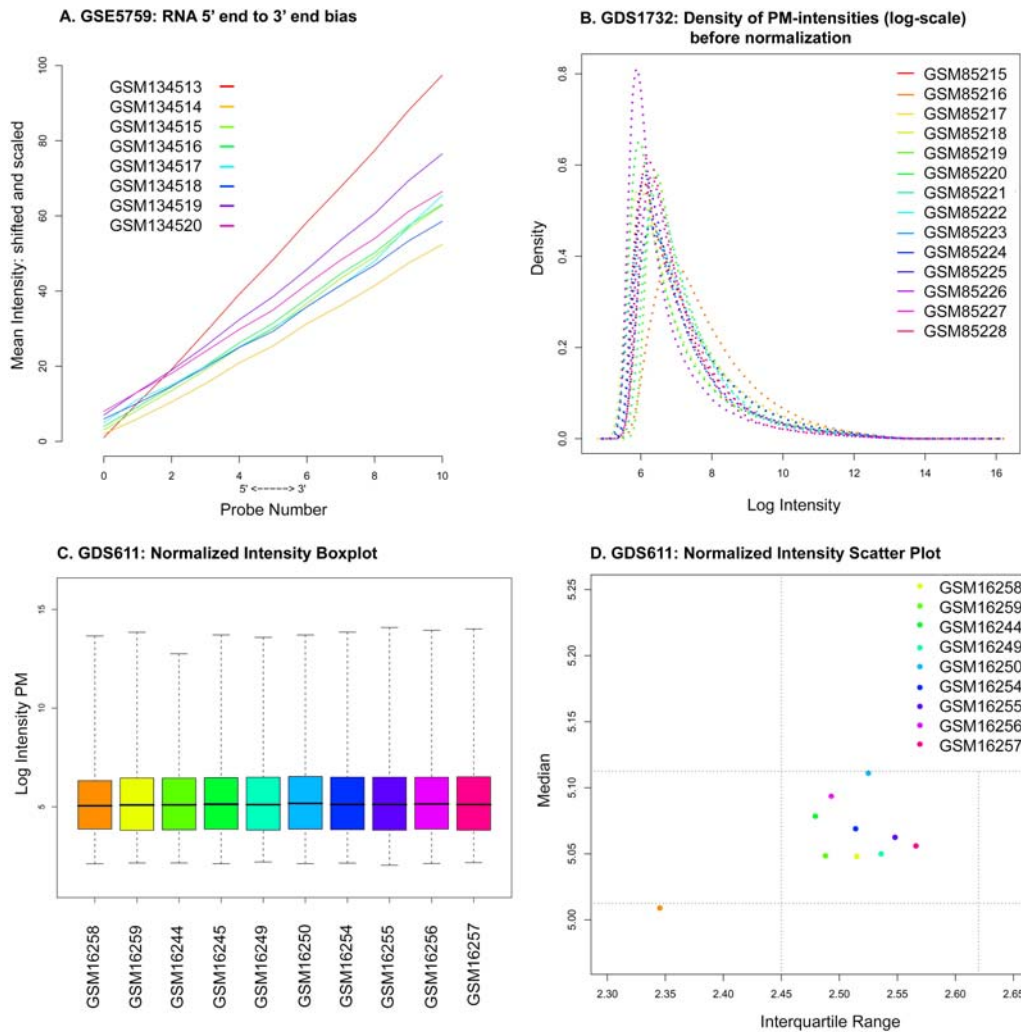 A. GSE5759: RNA 5' end to 3' end bias
Mean Intensity: shifted and scaled
100
80
60
40
20
0
GSM134513
GSM134514
GSM134515
GSM134516
GSM134517
GSM134518
GSM134519
GSM134520
0 2 4 6 8 10
5' <-----> 3'
Probe Number
B. GDS1732: Density of PM-intensities (log-scale)
before normalization
Density
0.8
0.6
0.4
0.2
0.0
GSM85215
GSM85216
GSM85217
GSM85218
GSM85219
GSM85220
GSM85221
GSM85222
GSM85223
GSM85224
GSM85225
GSM85226
GSM85227
GSM85228
6 8 10 12 14 16
Log Intensity
C. GDS611: Normalized Intensity Boxplot
Log Intensity PM
15
10
5
GSM16258
GSM16259
GSM16244
GSM16245
GSM16249
GSM16250
GSM16254
GSM16255
GSM16256
GSM16257
D. GDS611: Normalized Intensity Scatter Plot
Median
5.25
5.20
5.15
5.10
5.05
5.00
GSM16258
GSM16259
GSM16244
GSM16249
GSM16250
GSM16254
GSM16255
GSM16256
GSM16257
2.30 2.35 2.40 2.45 2.50 2.55 2.60 2.65
Interquartile Range